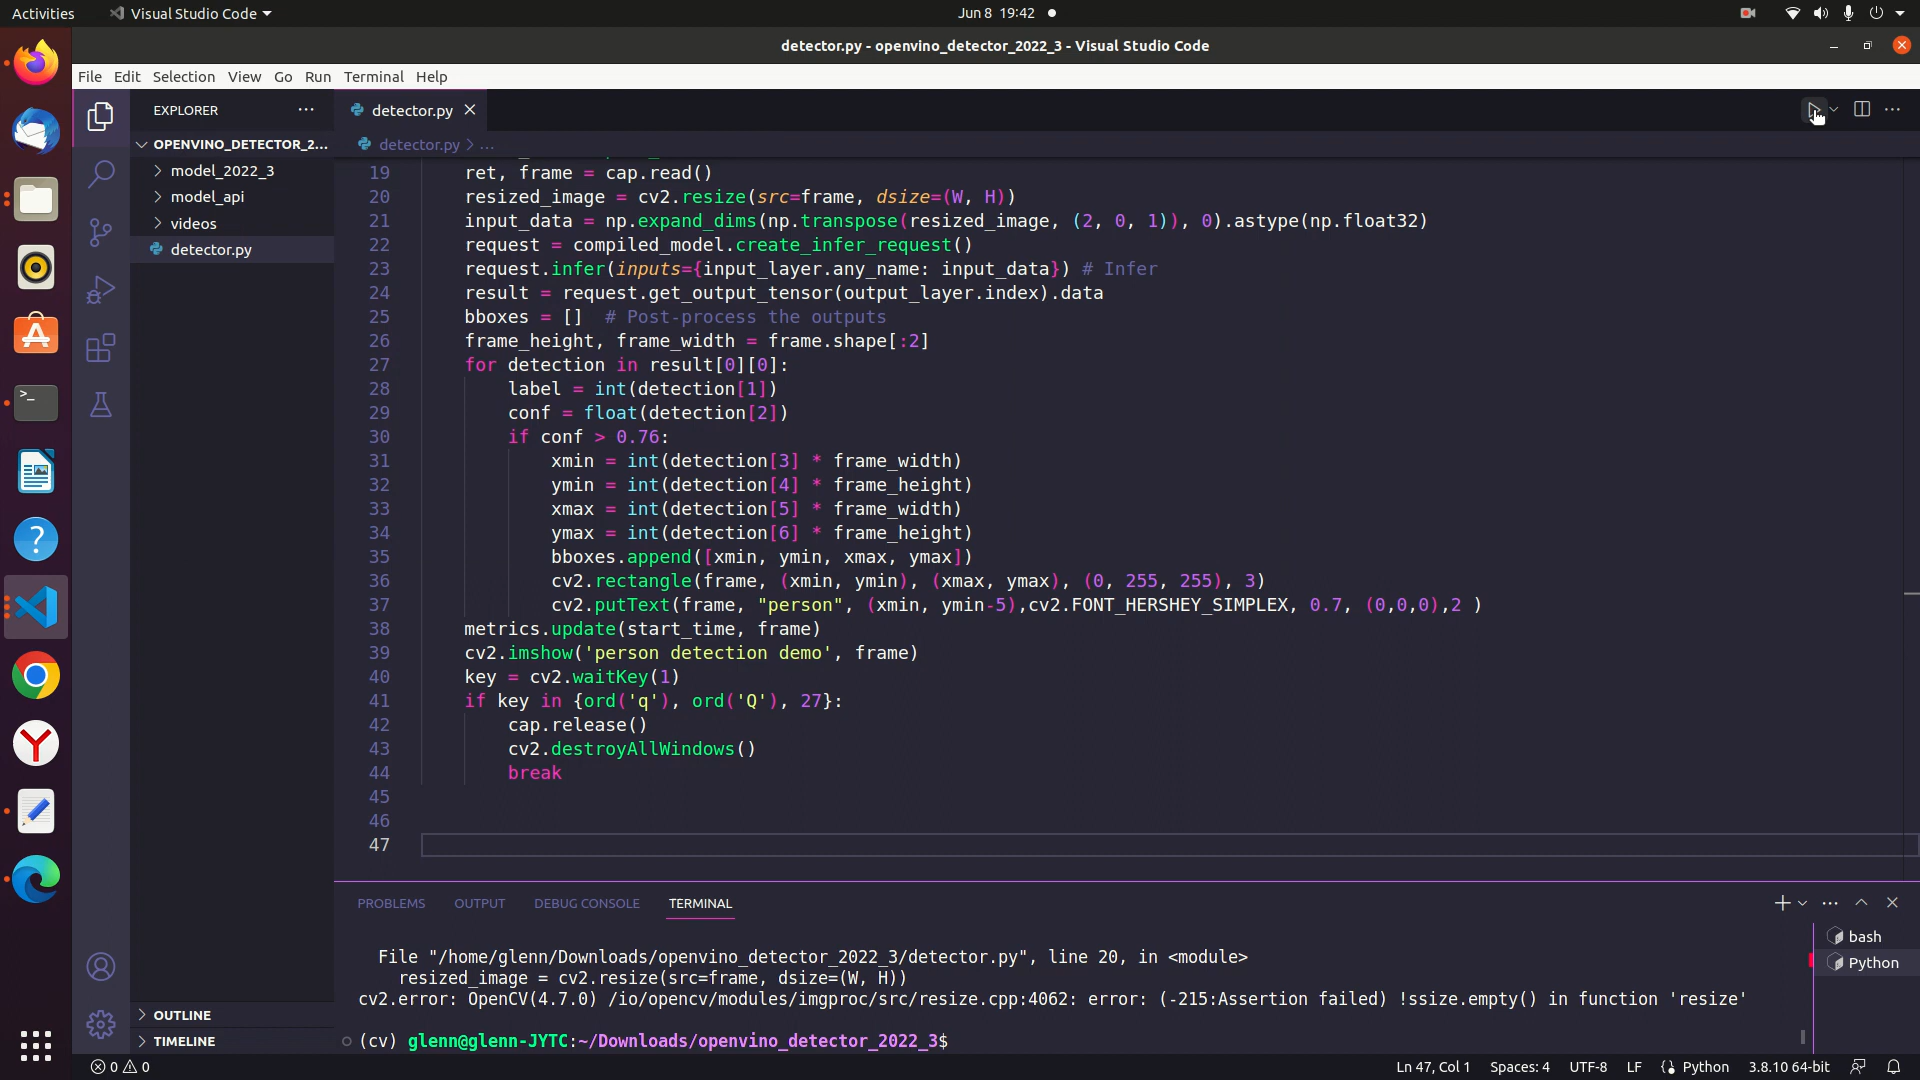 Activities
Visual Studio Code
Jun 8 19:42
detector.py - openvino_detector_2022_3 - Visual Studio Code
File Edit Selection View Go Run Terminal Help
EXPLORER
OPENVINO_DETECTOR_2...
model_2022_3
model_api
videos
detector.py
detector.py
detector.py > ...
19 ret, frame = cap.read()
20 resized_image = cv2.resize(src=frame, dsize=(W, H))
21 input_data = np.expand_dims(np.transpose(resized_image, (2, 0, 1)), 0).astype(np.float32)
22 request = compiled_model.create_infer_request()
23 request.infer(inputs={input_layer.any_name: input_data}) # Infer
24 result = request.get_output_tensor(output_layer.index).data
25 bboxes = []  # Post-process the outputs
26 frame_height, frame_width = frame.shape[:2]
27 for detection in result[0][0]:
28 label = int(detection[1])
29 conf = float(detection[2])
30 if conf > 0.76:
31 xmin = int(detection[3] * frame_width)
32 ymin = int(detection[4] * frame_height)
33 xmax = int(detection[5] * frame_width)
34 ymax = int(detection[6] * frame_height)
35 bboxes.append([xmin, ymin, xmax, ymax])
36 cv2.rectangle(frame, (xmin, ymin), (xmax, ymax), (0, 255, 255), 3)
37 cv2.putText(frame, "person", (xmin, ymin-5),cv2.FONT_HERSHEY_SIMPLEX, 0.7, (0,0,0),2 )
38 metrics.update(start_time, frame)
39 cv2.imshow('person detection demo', frame)
40 key = cv2.waitKey(1)
41 if key in {ord('q'), ord('Q'), 27}:
42 cap.release()
43 cv2.destroyAllWindows()
44 break
45
46
47
PROBLEMS OUTPUT DEBUG CONSOLE TERMINAL
File "/home/glenn/Downloads/openvino_detector_2022_3/detector.py", line 20, in <module>
resized_image = cv2.resize(src=frame, dsize=(W, H))
cv2.error: OpenCV(4.7.0) /io/opencv/modules/imgproc/src/resize.cpp:4062: error: (-215:Assertion failed) !ssize.empty() in function 'resize'
(cv) glenn@glenn-JYTC:~/Downloads/openvino_detector_2022_3$
bash
Python
OUTLINE
TIMELINE
0 0
Ln 47, Col 1 Spaces: 4 UTF-8 LF Python 3.8.10 64-bit